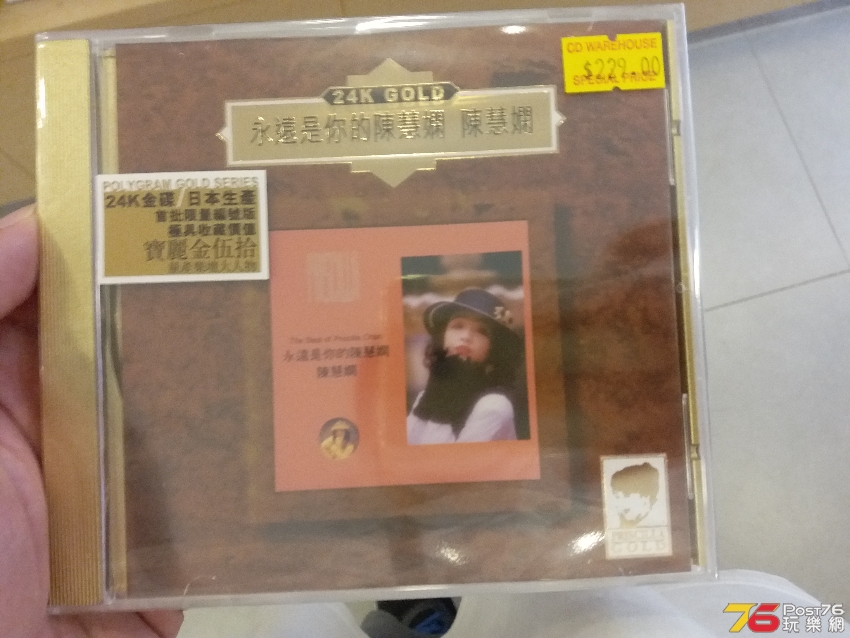 CD WAREHOUSE
$229.00
SPECIAL PRICE
24K GOLD
永遠是你的陳慧嫻 陳慧嫻
POLYGRAM GOLD SERIES
24K金碟/日本生產
首批限量編號版
極具收藏價值
寶麗金伍拾
The Best of Priscilla Chan
永遠是你的陳慧嫻
陳慧嫻
PRISCILLA
GOLD
76 Post76
玩樂網